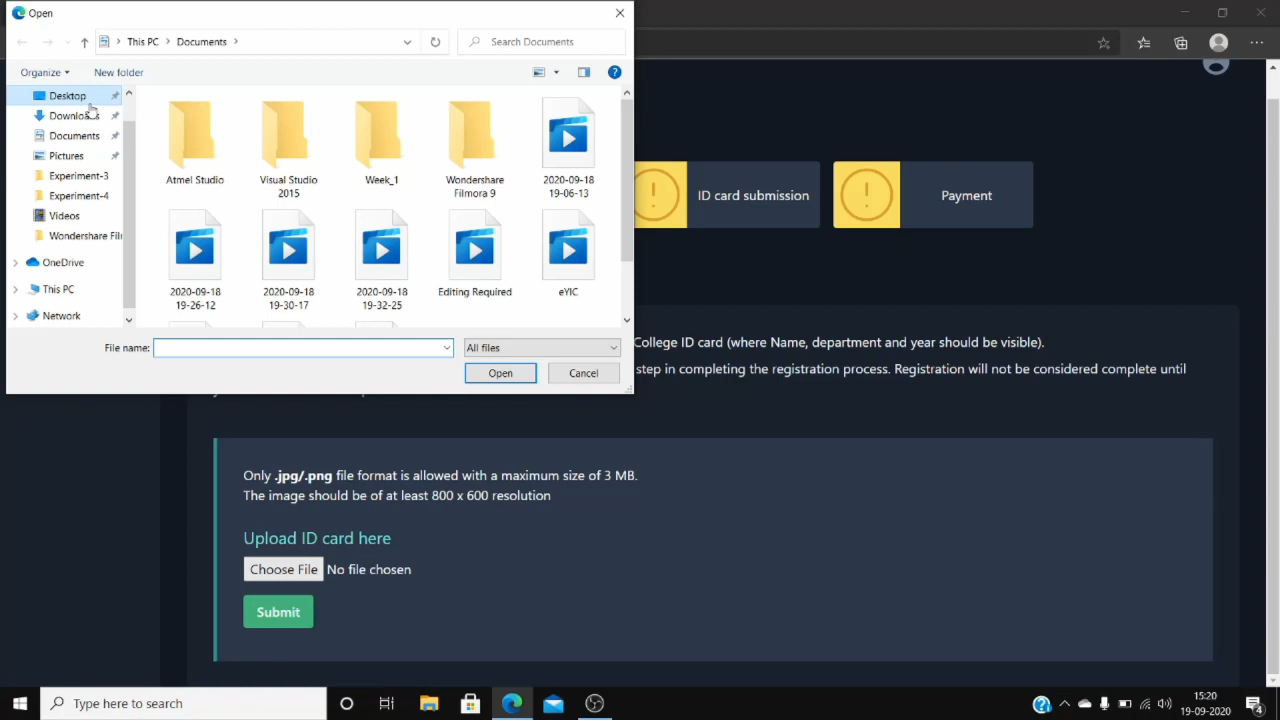 Open
This PC
Documents
Search Documents
Organize
New folder
Desktop
Documents
Pictures
Experiment-3
Experiment-4
Videos
Wondershare Fil
OneDrive
This PC
Network
Atmel Studio
Visual Studio
2015
Week_1
Wondershare
Filmora 9
2020-09-18
19-06-13
2020-09-18
19-26-12
2020-09-18
19-30-17
2020-09-18
19-32-25
Editing Required
eYIC
File name:
All files
Open
Cancel
! ID card submission
! Payment
College ID card (where Name, department and year should be visible).
step in completing the registration process. Registration will not be considered complete until
Only .jpg/.png file format is allowed with a maximum size of 3 MB.
The image should be of at least 800 x 600 resolution
Upload ID card here
Choose File No file chosen
Submit
Type here to search
15:20
19-09-2020
4